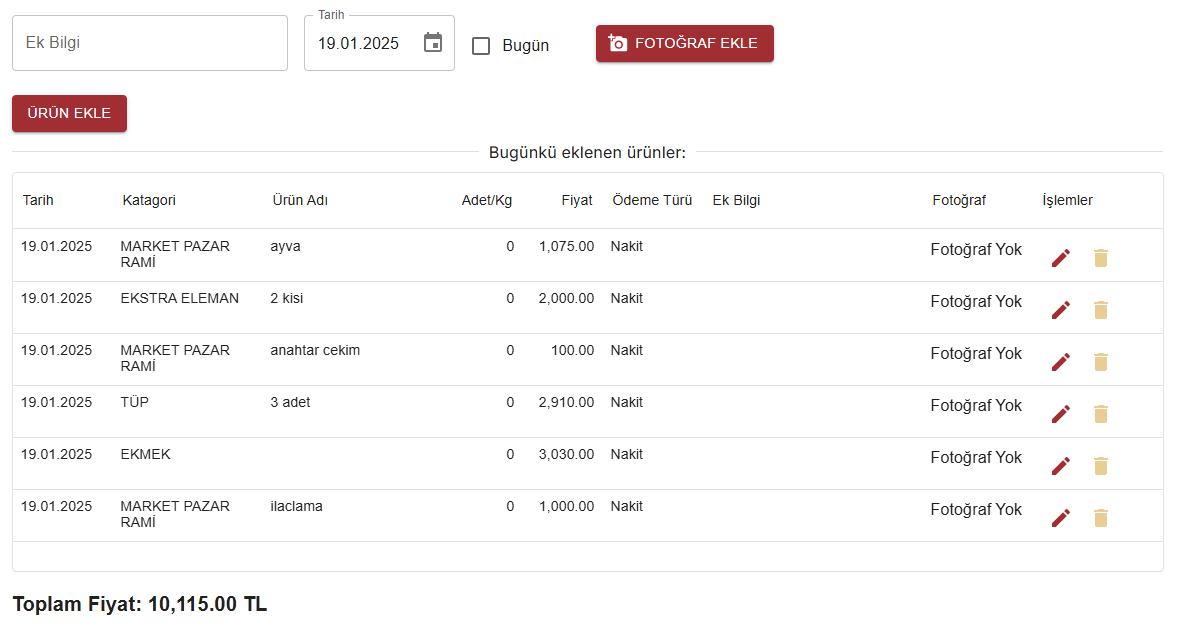 Tarih
Ek Bilgi 19.01.2025 Bugün FOTOĞRAF EKLE
ÜRÜN EKLE
Bugünkü eklenen ürünler:
Tarih Katagori Ürün Adı Adet/Kg Fiyat Ödeme Türü Ek Bilgi Fotoğraf İşlemler
19.01.2025 MARKET PAZAR ayva 0 1,075.00 Nakit Fotoğraf Yok
RAMİ
19.01.2025 EKSTRA ELEMAN 2 kisi 0 2,000.00 Nakit Fotoğraf Yok
19.01.2025 MARKET PAZAR anahtar cekim 0 100.00 Nakit Fotoğraf Yok
RAMİ
19.01.2025 TÜP 3 adet 0 2,910.00 Nakit Fotoğraf Yok
19.01.2025 EKMEK 0 3,030.00 Nakit Fotoğraf Yok
19.01.2025 MARKET PAZAR ilaclama 0 1,000.00 Nakit Fotoğraf Yok
RAMİ
Toplam Fiyat: 10,115.00 TL